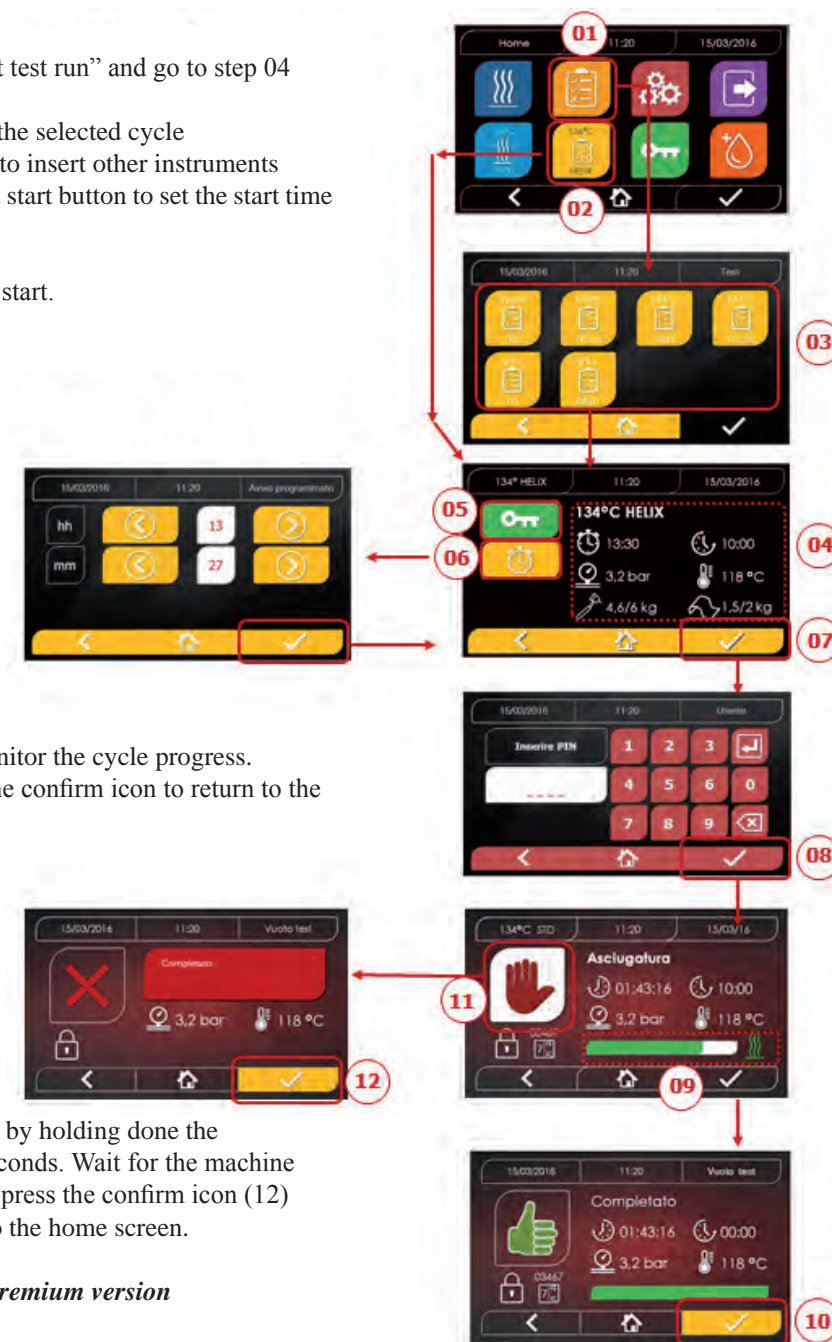 t test run” and go to step 04
the selected cycle
to insert other instruments
start button to set the start time
start.
01
Home 11:20 15/03/2016
134°C
HELIX
02
15/03/2016 11:20 Test
03
15/03/2016 11:20 Avvio programmato
hh 13
mm 27
134° HELIX 11:20 15/03/2016
05
06
134°C HELIX
13:30 10:00
3,2 bar 118 °C
4,6/6 kg 1,5/2 kg
04
07
nitor the cycle progress.
he confirm icon to return to the
15/03/2016 11:20 Utente
Inserire PIN
_ _ _ _
1 2 3
4 5 6 0
7 8 9
08
15/03/2016 11:20 Vuoto test
Completato
3,2 bar 118 °C
12
134°C STD 11:20 15/03/16
Asciugatura
01:43:16 10:00
3,2 bar 118 °C
03467
7
11
09
by holding done the
econds. Wait for the machine
press the confirm icon (12)
o the home screen.
remium version
15/03/2016 11:20 Vuoto test
Completato
01:43:16 00:00
3,2 bar 118 °C
03467
7
10